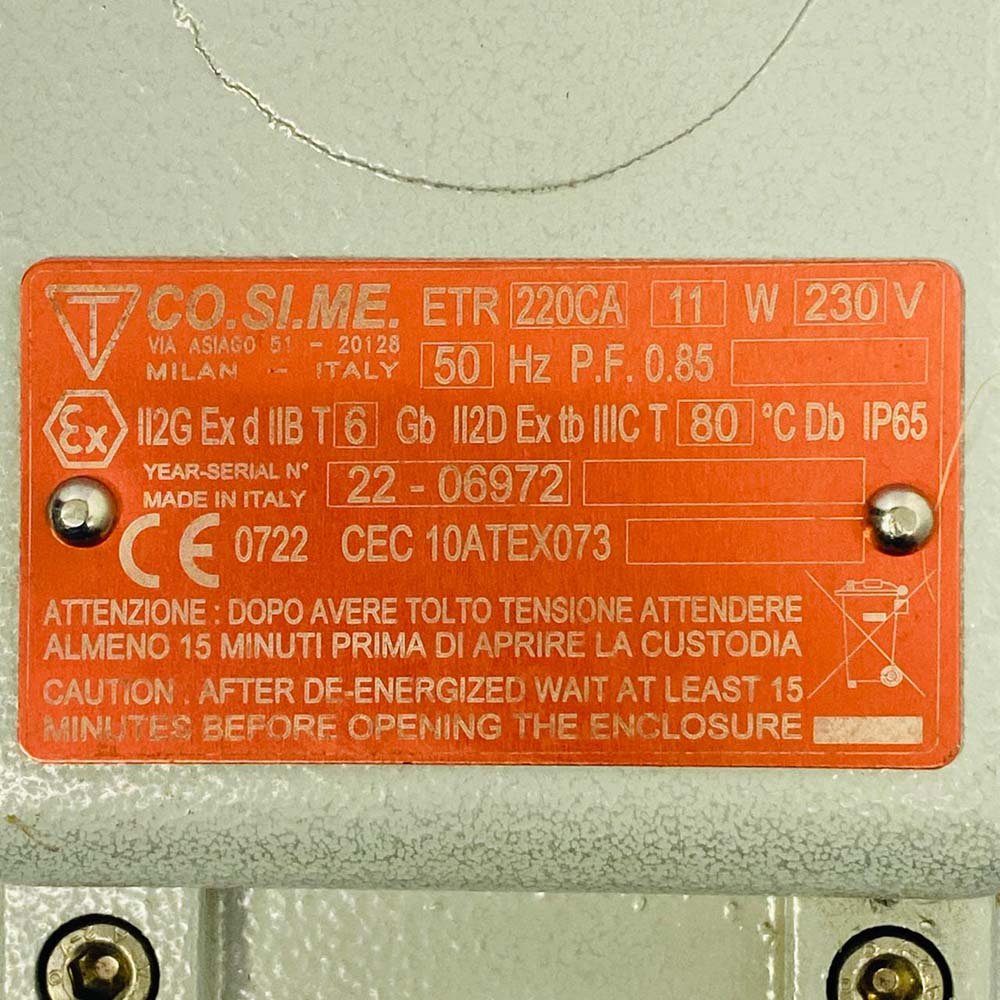 CO.SI.ME. ETR 220CA 11 W 230 V
VIA ASIAGO 51 - 20128
MILAN - ITALY 50 Hz P.F. 0.85
Ex II2G Ex d IIB T 6 Gb II2D Ex tb IIIC T 80 °C Db IP65
YEAR-SERIAL N° 22 - 06972
MADE IN ITALY
CE 0722 CEC 10ATEX073
ATTENZIONE : DOPO AVERE TOLTO TENSIONE ATTENDERE
ALMENO 15 MINUTI PRIMA DI APRIRE LA CUSTODIA
CAUTION : AFTER DE-ENERGIZED WAIT AT LEAST 15
MINUTES BEFORE OPENING THE ENCLOSURE